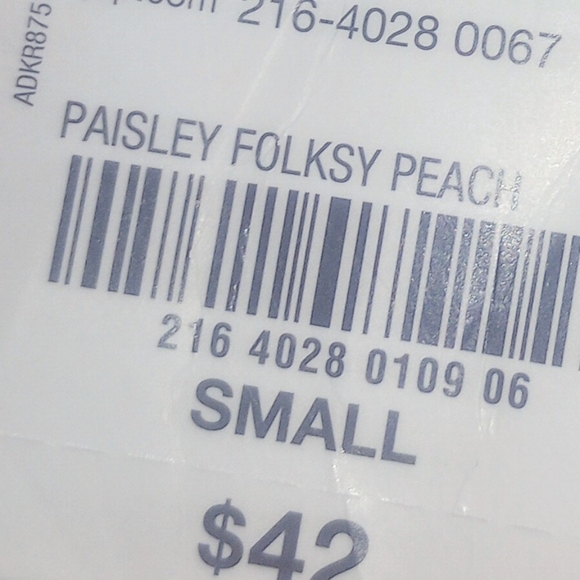 216-4028 0067
ADKR875
PAISLEY FOLKSY PEACH
216 4028 0109 06
SMALL
$42